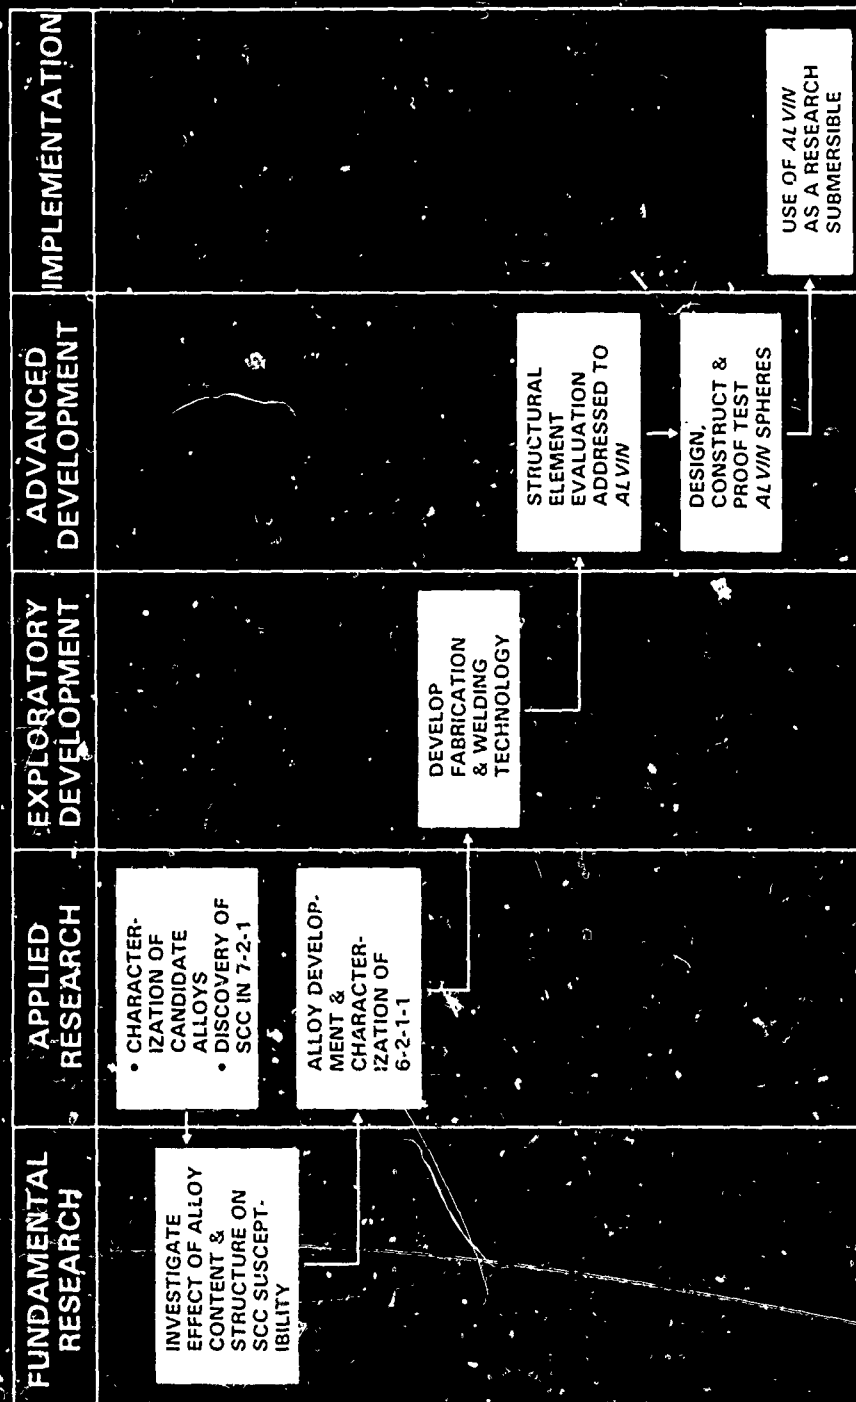 FUNDAMENTAL
RESEARCH
APPLIED
RESEARCH
EXPLORATORY
DEVELOPMENT
ADVANCED
DEVELOPMENT
IMPLEMENTATION
• CHARACTER-
IZATION OF
CANDIDATE
ALLOYS
• DISCOVERY OF
SCC IN 7-2-1
INVESTIGATE
EFFECT OF ALLOY
CONTENT &
STRUCTURE ON
SCC SUSCEPT-
IBILITY
ALLOY DEVELOP-
MENT &
CHARACTER-
IZATION OF
6-2-1-1
DEVELOP
FABRICATION
& WELDING
TECHNOLOGY
STRUCTURAL
ELEMENT
EVALUATION
ADDRESSED TO
ALVIN
DESIGN,
CONSTRUCT &
PROOF TEST
ALVIN SPHERES
USE OF ALVIN
AS A RESEARCH
SUBMERSIBLE